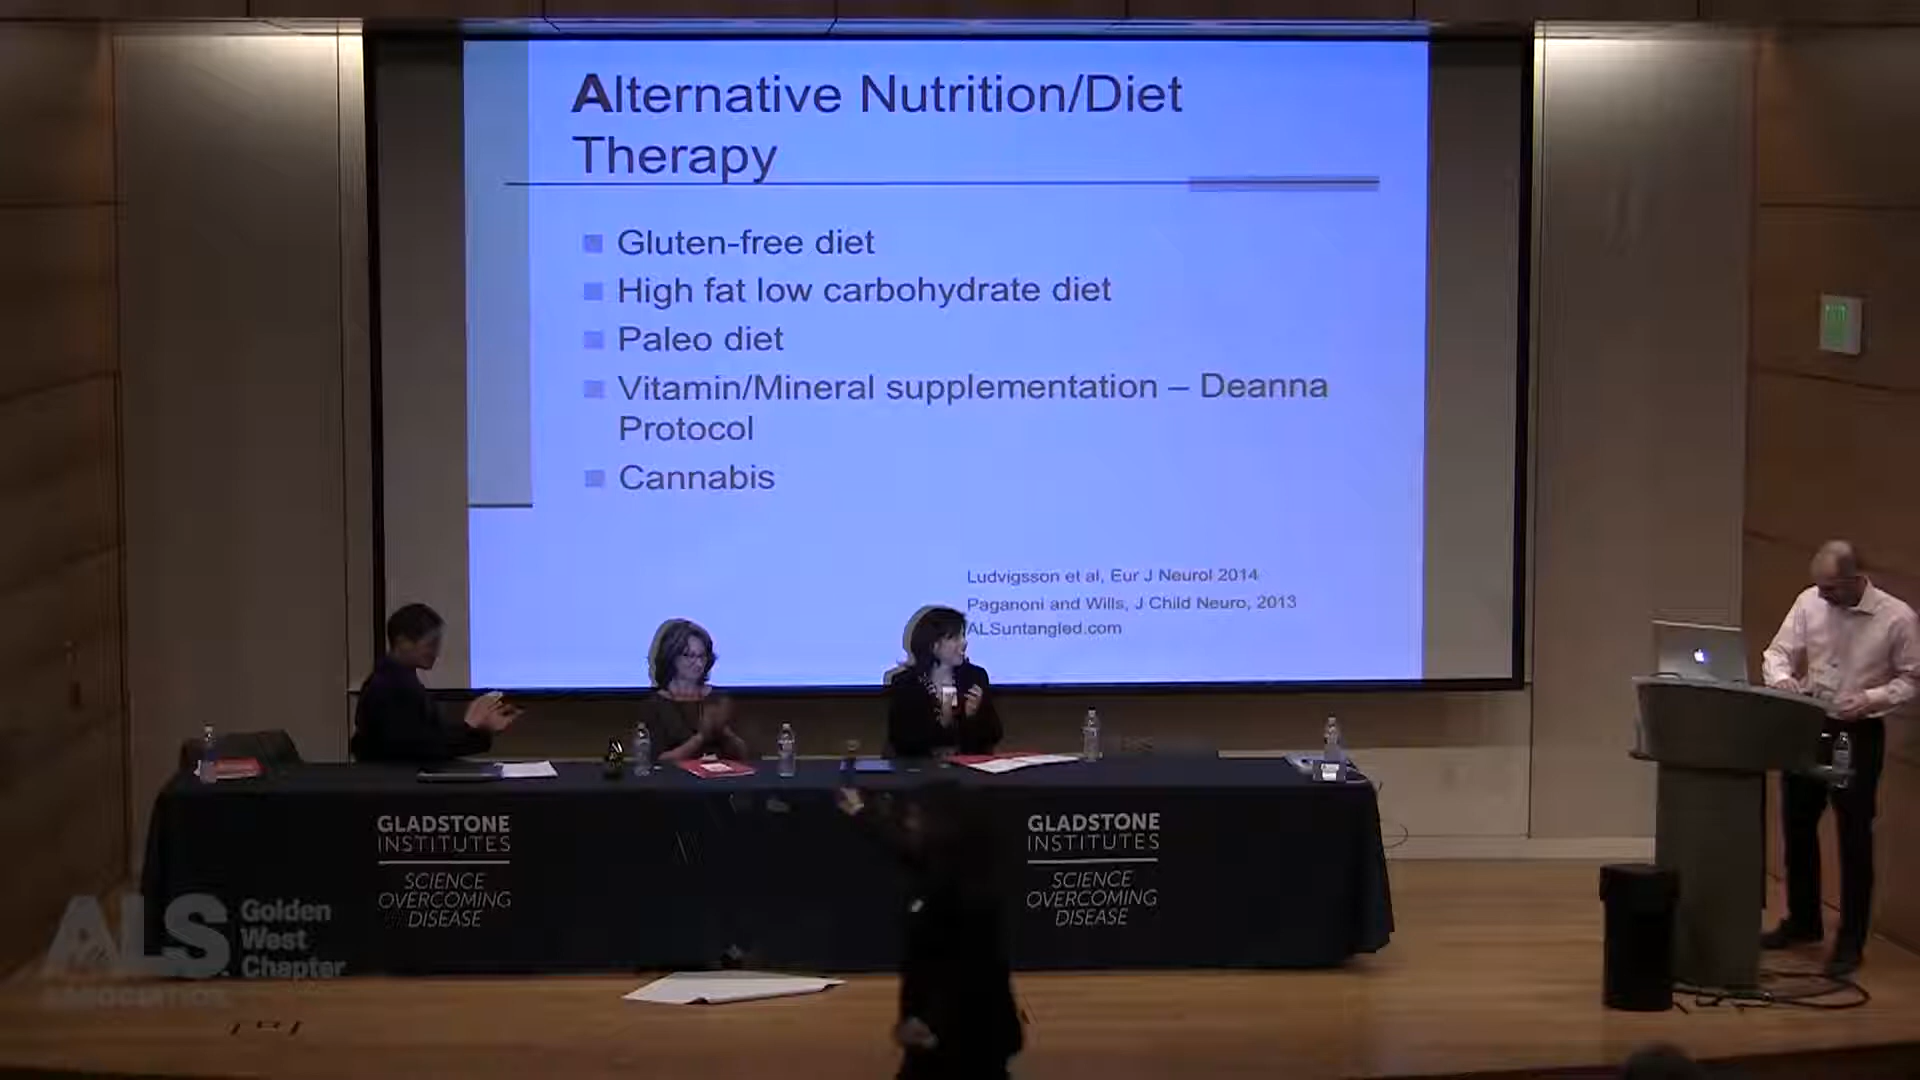 Alternative Nutrition/Diet
Therapy
Gluten-free diet
High fat low carbohydrate diet
Paleo diet
Vitamin/Mineral supplementation – Deanna
Protocol
Cannabis
Ludvigsson et al, Eur J Neurol 2014
Paganoni and Wills, J Child Neuro, 2013
ALSuntangled.com
GLADSTONE
INSTITUTES
SCIENCE
OVERCOMING
DISEASE
GLADSTONE
INSTITUTES
SCIENCE
OVERCOMING
DISEASE
ALS
ASSOCIATION
Golden
West
Chapter